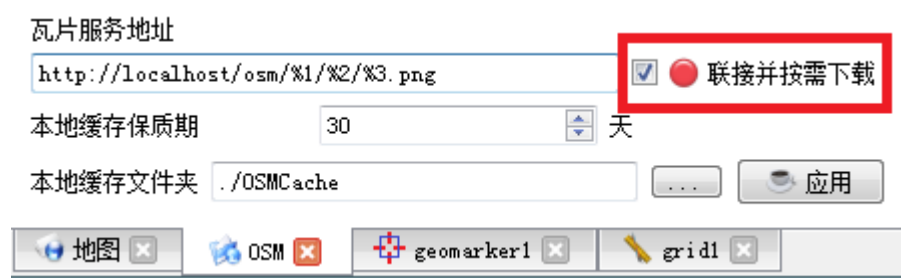 瓦片服务地址
http://localhost/osm/%1/%2/%3.png 联接并按需下载
本地缓存保质期 30 天
本地缓存文件夹 ./OSMCache ... 应用
地图 OSM geomarker1 grid1